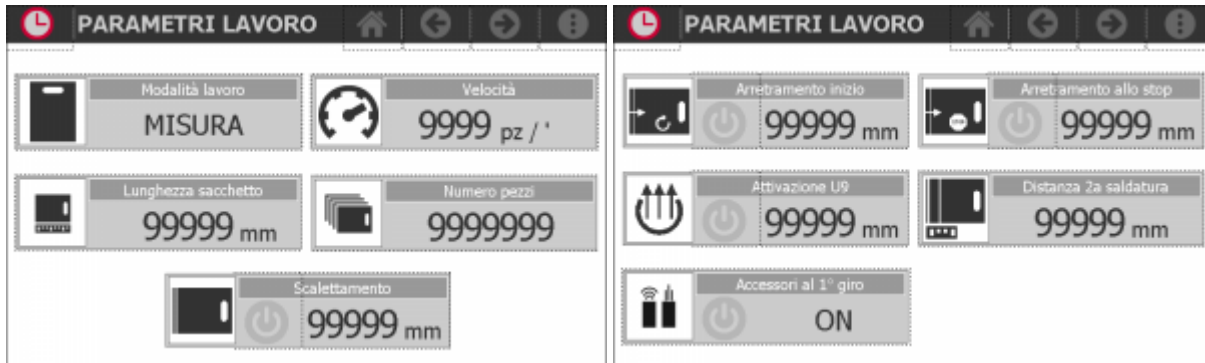 PARAMETRI LAVORO
Modalità lavoro
MISURA
Velocità
9999 pz / '
Lunghezza sacchetto
99999 mm
Numero pezzi
9999999
Scalettamento
99999 mm
PARAMETRI LAVORO
Arretramento inizio
99999 mm
Arretramento allo stop
99999 mm
Attivazione U9
99999 mm
Distanza 2a saldatura
99999 mm
Accessori al 1° giro
ON